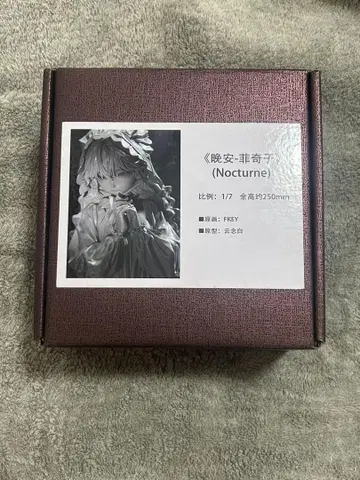 《晚安-菲奇子》
(Nocturne)
比例：1/7 全高约250mm
■原画：FKEY
■原型：云念白